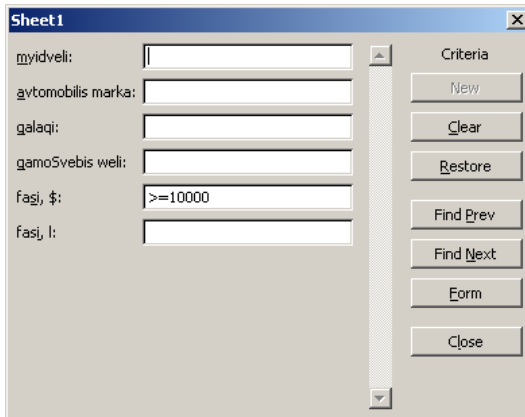 Sheet1
myidveli:
Criteria
avtomobilis marka:
New
galaqi:
Clear
gamoSvebis weli:
Restore
fasi, $: >=10000
Find Prev
fasi, l:
Find Next
Form
Close